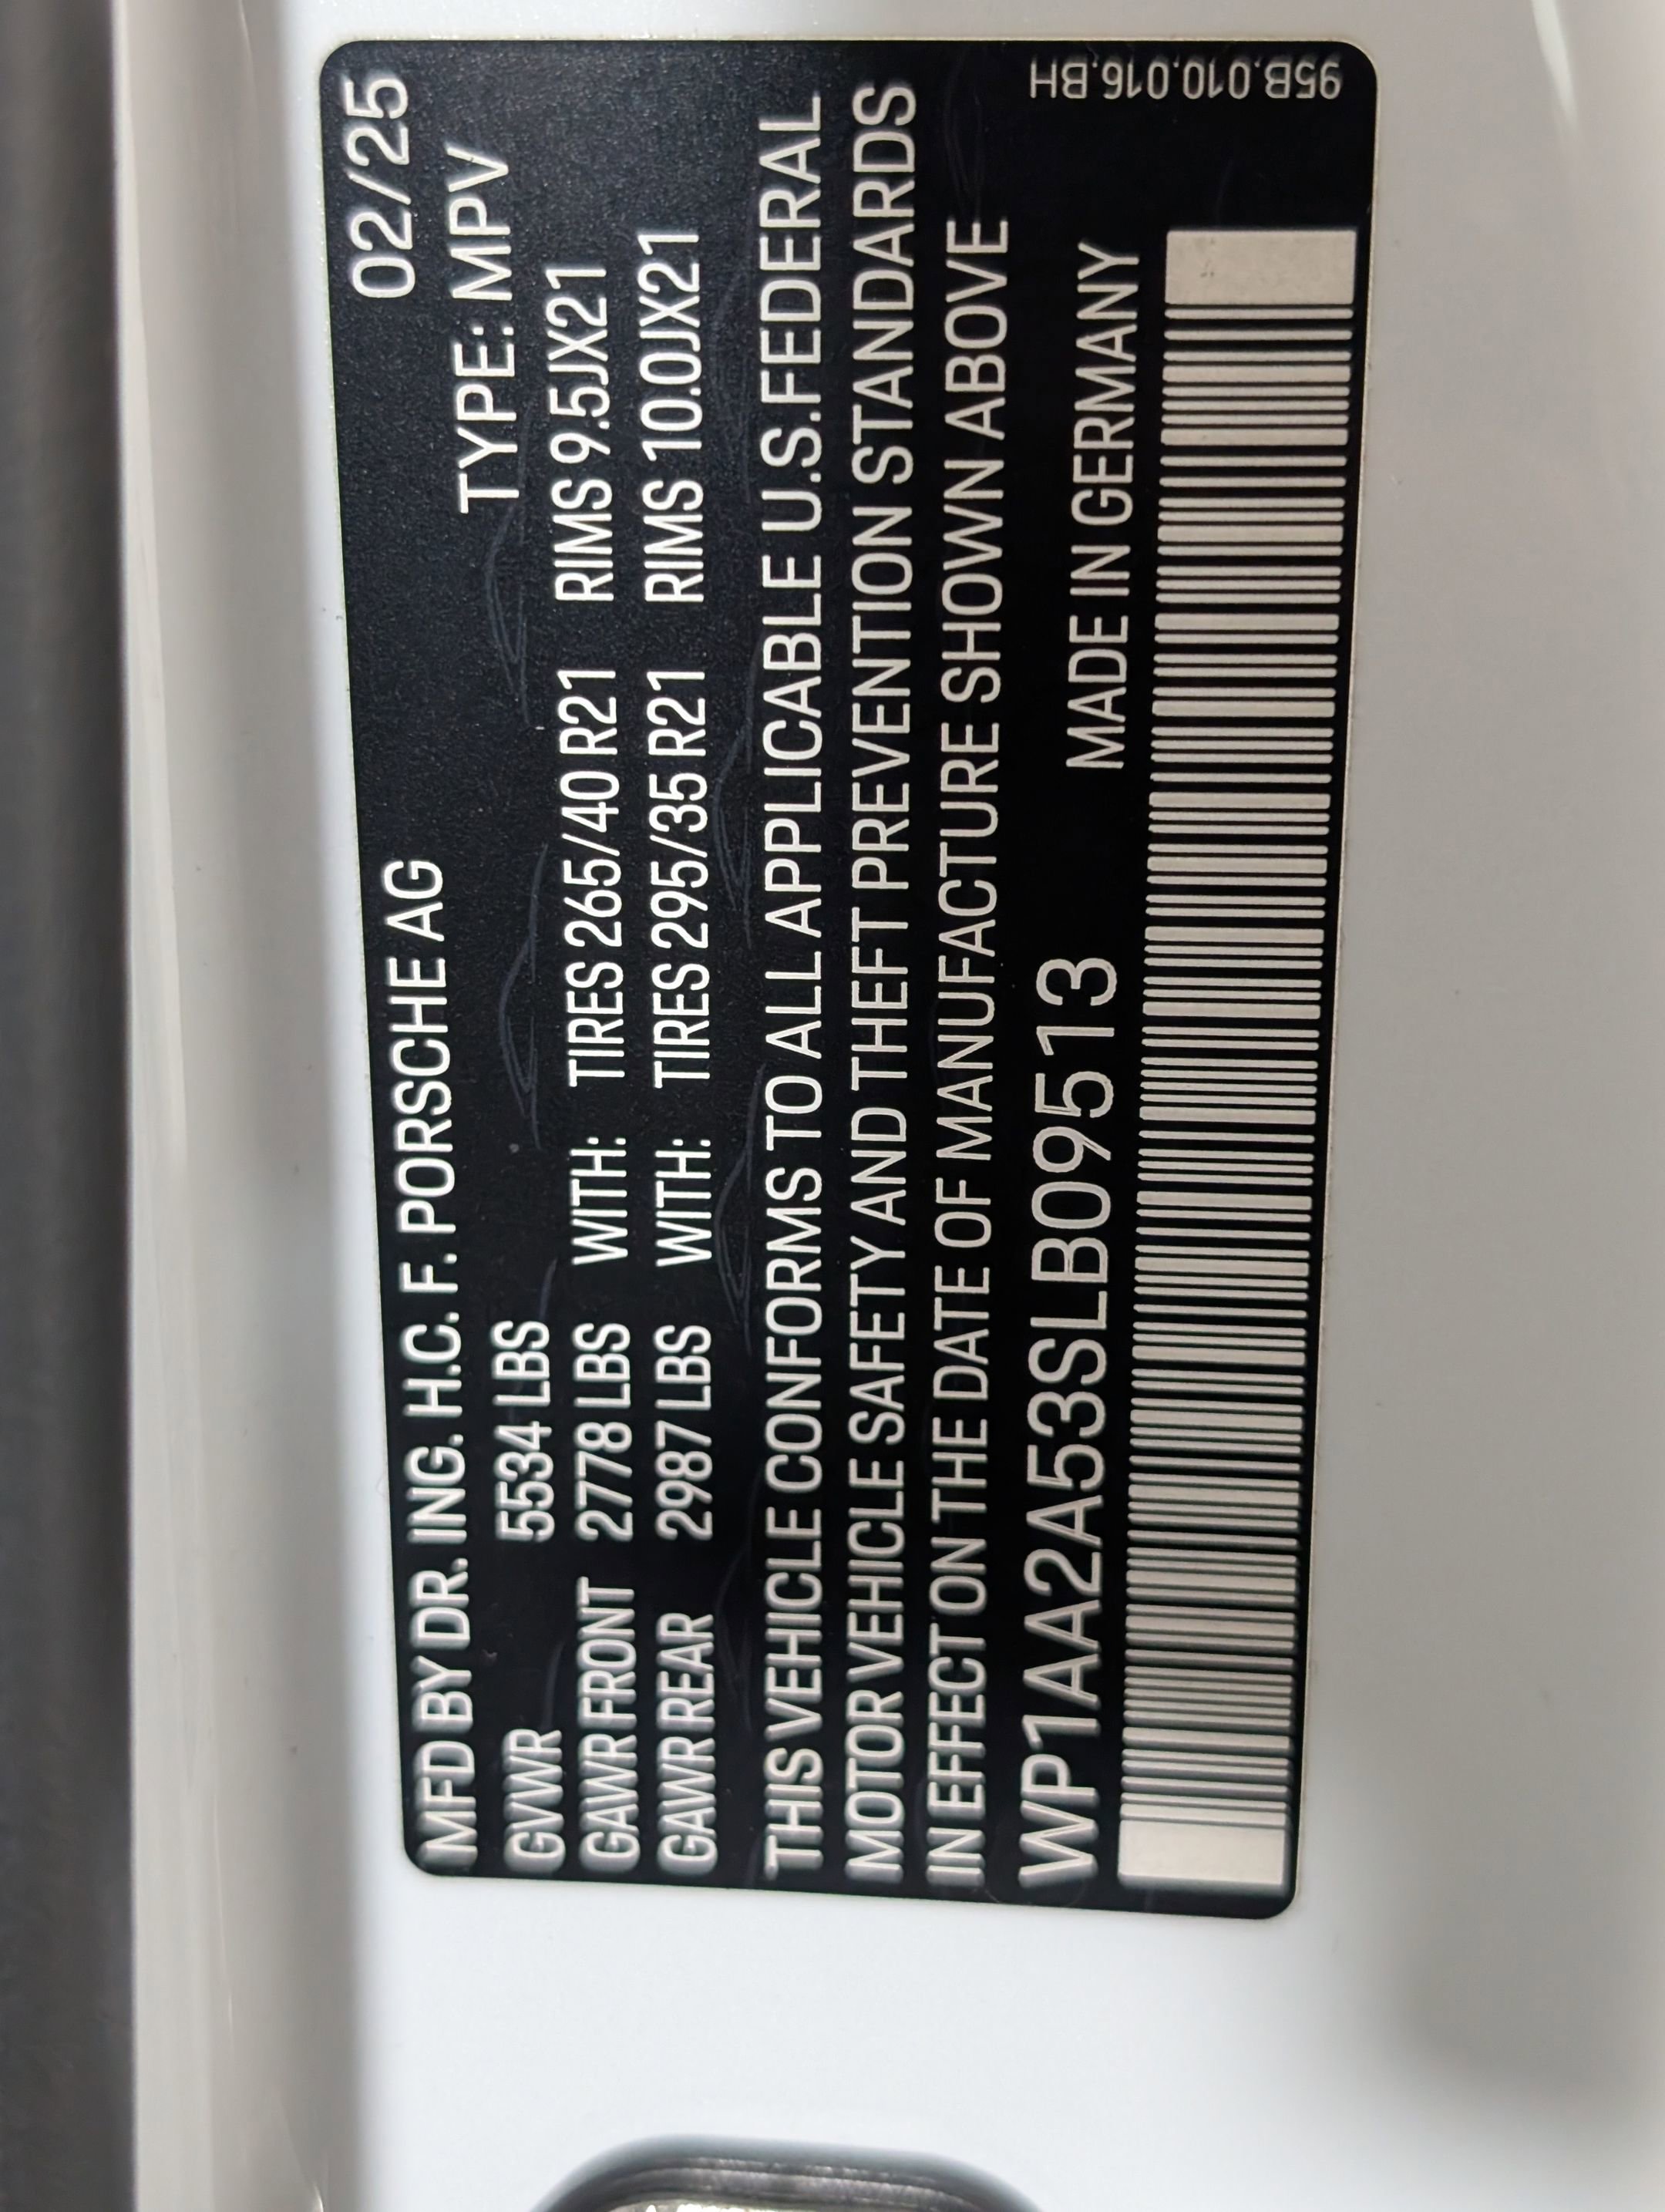 MFD BY DR. ING. H.C. F. PORSCHE AG 02/25
GVWR 5534 LBS TYPE: MPV
GAWR FRONT 2778 LBS WITH: TIRES 265/40 R21 RIMS 9.5JX21
GAWR REAR 2987 LBS WITH: TIRES 295/35 R21 RIMS 10.0JX21
THIS VEHICLE CONFORMS TO ALL APPLICABLE U.S.FEDERAL
MOTOR VEHICLE SAFETY AND THEFT PREVENTION STANDARDS
IN EFFECT ON THE DATE OF MANUFACTURE SHOWN ABOVE
WP1AA2A53SLB09513 MADE IN GERMANY
95B.010.016.BH